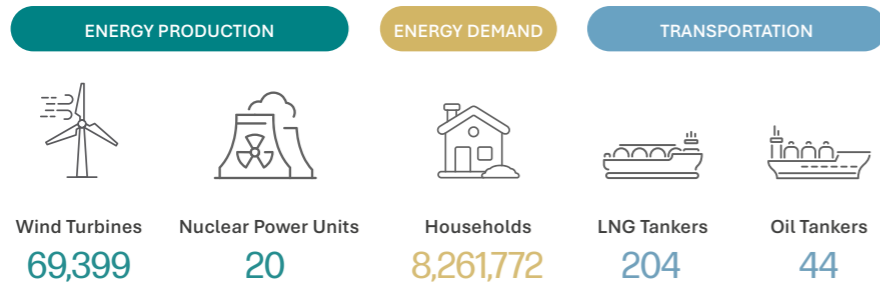 ENERGY PRODUCTION
ENERGY DEMAND
TRANSPORTATION
Wind Turbines
69,399
Nuclear Power Units
20
Households
8,261,772
LNG Tankers
204
Oil Tankers
44